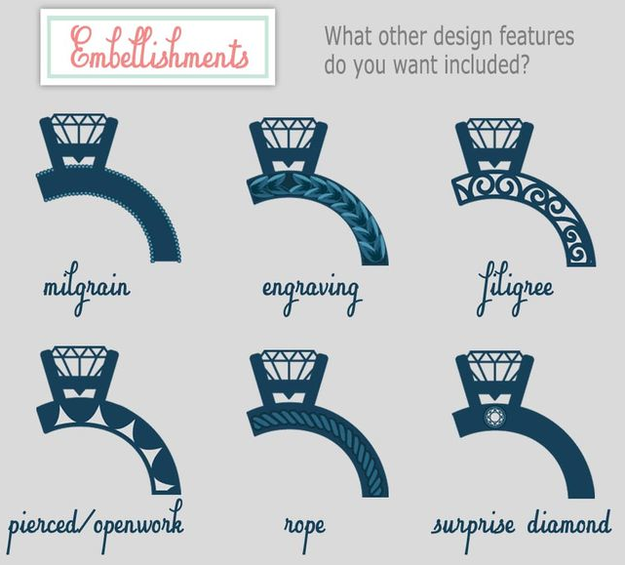 Embellishments
What other design features
do you want included?
milgrain
engraving
filigree
pierced/openwork
rope
surprise diamond